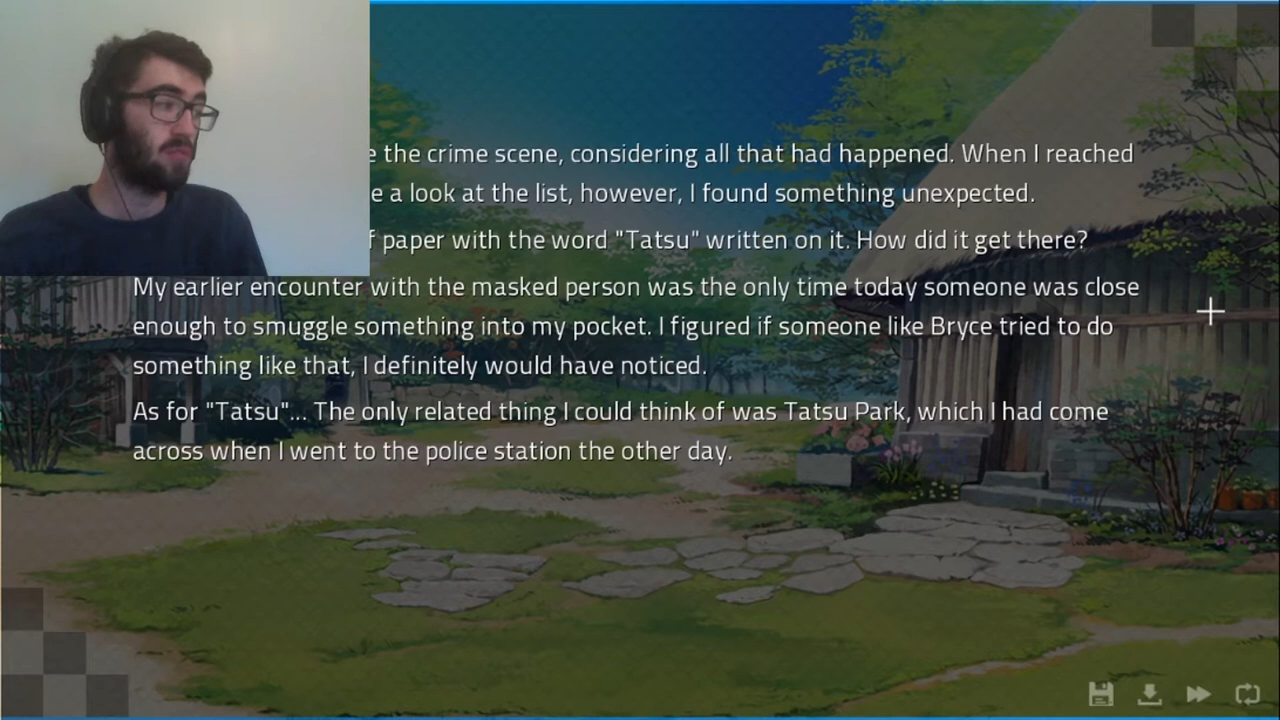 the crime scene, considering all that had happened. When I reached
a look at the list, however, I found something unexpected.
paper with the word "Tatsu" written on it. How did it get there?
My earlier encounter with the masked person was the only time today someone was close
enough to smuggle something into my pocket. I figured if someone like Bryce tried to do
something like that, I definitely would have noticed.
As for "Tatsu"... The only related thing I could think of was Tatsu Park, which I had come
across when I went to the police station the other day.